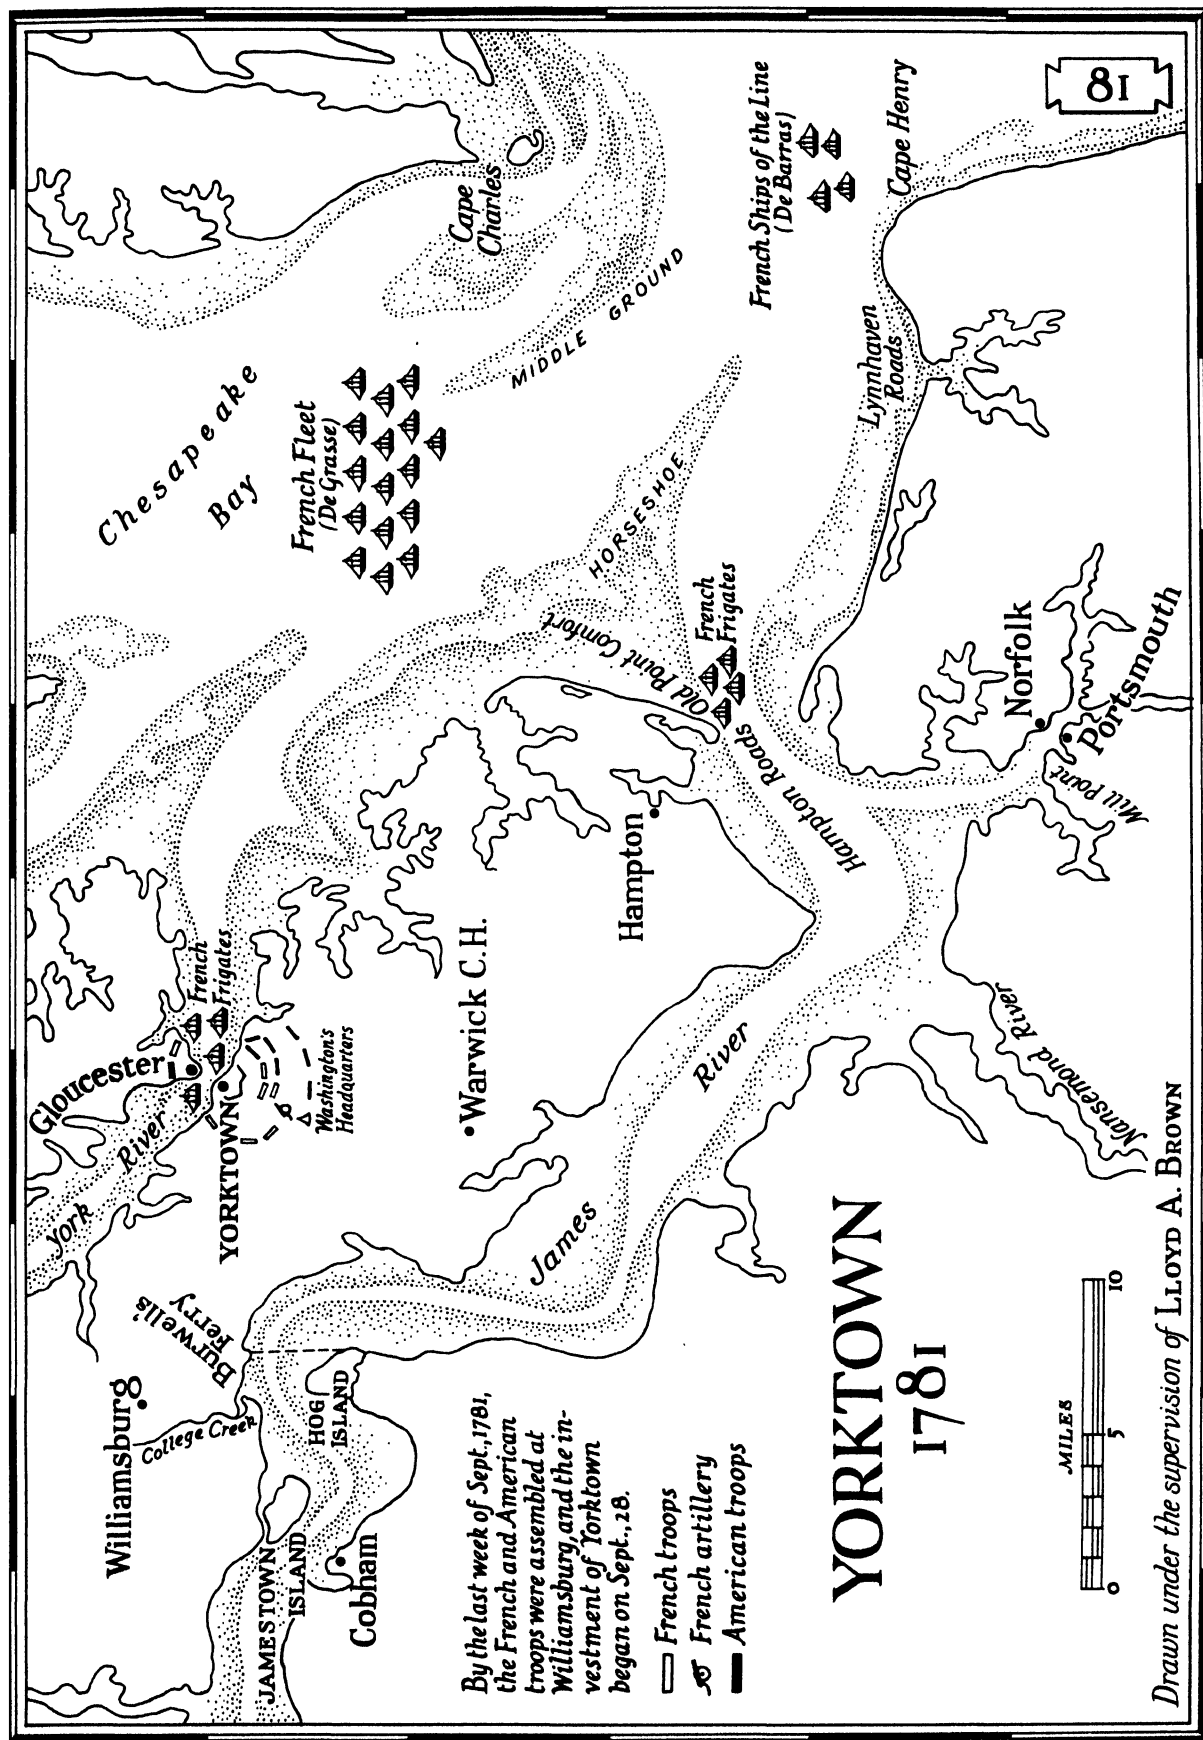 81
Chesapeake
Bay
French Fleet
(De Grasse)
Cape
Charles
MIDDLE GROUND
French Ships of the Line
(De Barras)
Cape Henry
Lynnhaven
Roads
HORSESHOE
Old Point Comfort
French
Frigates
Hampton Roads
Hampton
Norfolk
Portsmouth
Mill Point
Nansemond River
Gloucester
French
Frigates
York River
YORKTOWN
Washington's
Headquarters
Warwick C.H.
James River
Williamsburg
College Creek
Burwell's
Ferry
HOG
ISLAND
JAMESTOWN
ISLAND
Cobham
By the last week of Sept., 1781,
the French and American
troops were assembled at
Williamsburg, and the in-
vestment of Yorktown
began on Sept., 28.
French troops
French artillery
American troops
YORKTOWN
1781
MILES
0 5 10
Drawn under the supervision of LLOYD A. BROWN